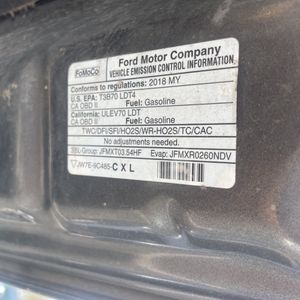 FoMoCo
Ford Motor Company
VEHICLE EMISSION CONTROL INFORMATION
Conforms to regulations: 2018 MY
U.S. EPA: T3B70 LDT4
CA OBD II Fuel: Gasoline
California: ULEV70 LDT
CA OBD II Fuel: Gasoline
TWC/DFI/SFI/HO2S/WR-HO2S/TC/CAC
No adjustments needed.
SBL-Group: JFMXT03.54HF Evap: JFMXR0260NDV
JW7E-9C485-CXL